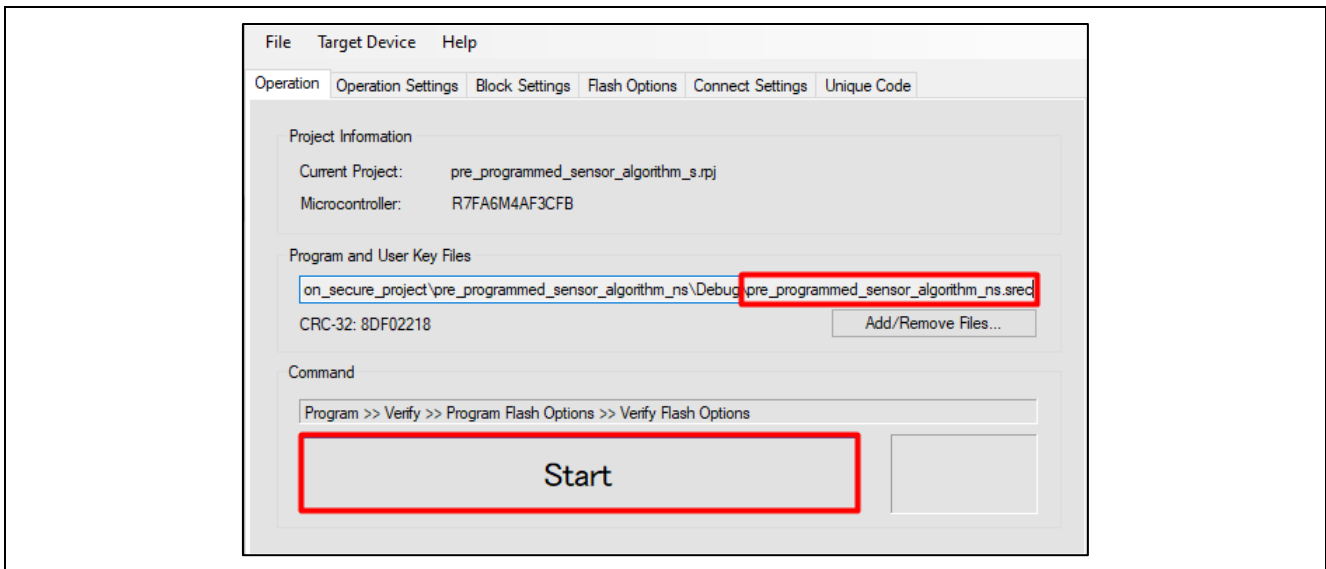 File Target Device Help
Operation Operation Settings Block Settings Flash Options Connect Settings Unique Code
Project Information
Current Project: pre_programmed_sensor_algorithm_s.rpj
Microcontroller: R7FA6M4AF3CFB
Program and User Key Files
on_secure_project\pre_programmed_sensor_algorithm_ns\Debug\pre_programmed_sensor_algorithm_ns.srec
CRC-32: 8DF02218 Add/Remove Files...
Command
Program >> Verify >> Program Flash Options >> Verify Flash Options
Start